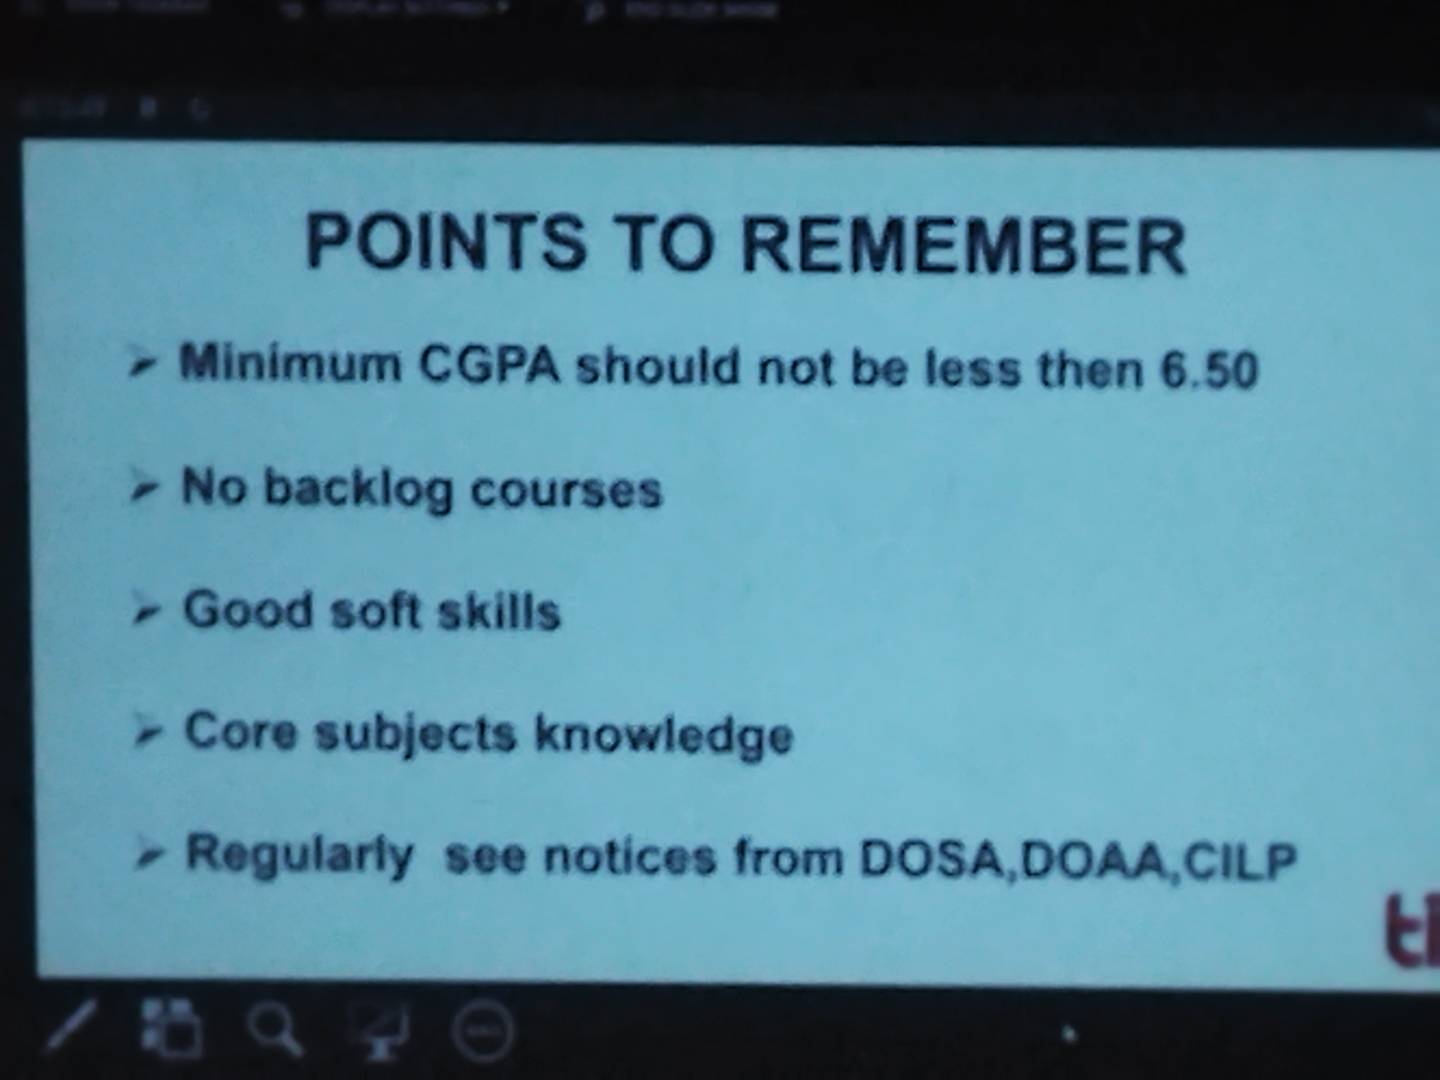 POINTS TO REMEMBER
➢ Minimum CGPA should not be less then 6.50
➢ No backlog courses
➢ Good soft skills
➢ Core subjects knowledge
➢ Regularly see notices from DOSA,DOAA,CILP
ti